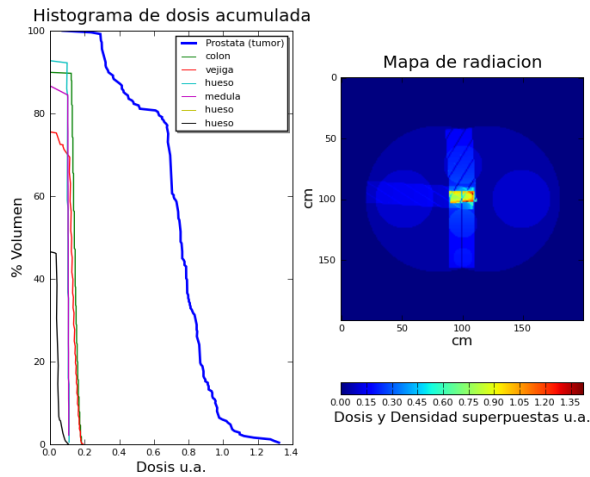 Histograma de dosis acumulada
100
80
60
40
20
0
0.0 0.2 0.4 0.6 0.8 1.0 1.2 1.4
% Volumen
Dosis u.a.
Prostata (tumor)
colon
vejiga
hueso
medula
hueso
hueso
Mapa de radiacion
0
50
100
150
0 50 100 150
cm
cm
0.00 0.15 0.30 0.45 0.60 0.75 0.90 1.05 1.20 1.35
Dosis y Densidad superpuestas u.a.